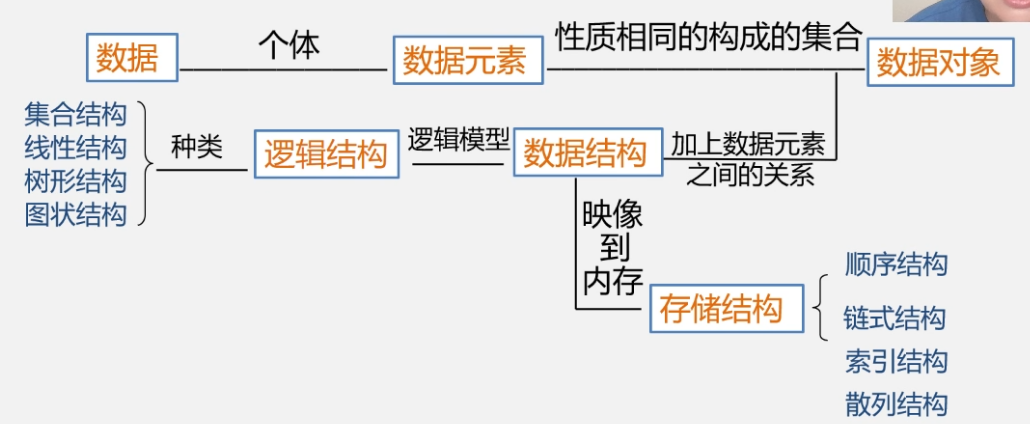 数据
个体
数据元素
性质相同的构成的集合
数据对象
集合结构
线性结构
树形结构
图状结构
种类
逻辑结构
逻辑模型
数据结构
加上数据元素
之间的关系
映像
到
内存
存储结构
顺序结构
链式结构
索引结构
散列结构